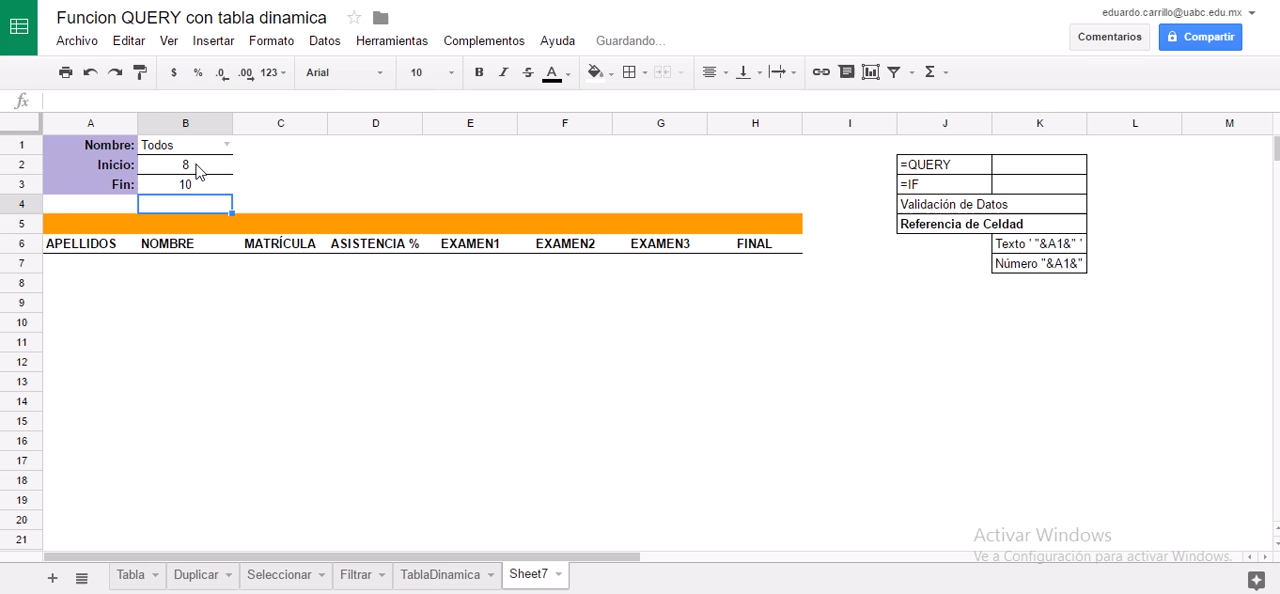 Funcion QUERY con tabla dinamica
eduardo.carrillo@uabc.edu.mx
Archivo Editar Ver Insertar Formato Datos Herramientas Complementos Ayuda Guardando...
Comentarios Compartir
$ % .0 .00 123 Arial 10 B I S A Σ
fx
A B C D E F G H I J K L M
1 Nombre: Todos
2 Inicio: 8 =QUERY
3 Fin: 10 =IF
4 Validación de Datos
5 Referencia de Celdad
6 APELLIDOS NOMBRE MATRÍCULA ASISTENCIA % EXAMEN1 EXAMEN2 EXAMEN3 FINAL Texto ' "&A1&" '
7 Número "&A1&"
8
9
10
11
12
13
14
15
16
17
18
19
20
21
Activar Windows
Ve a Configuración para activar Windows.
Tabla Duplicar Seleccionar Filtrar TablaDinamica Sheet7